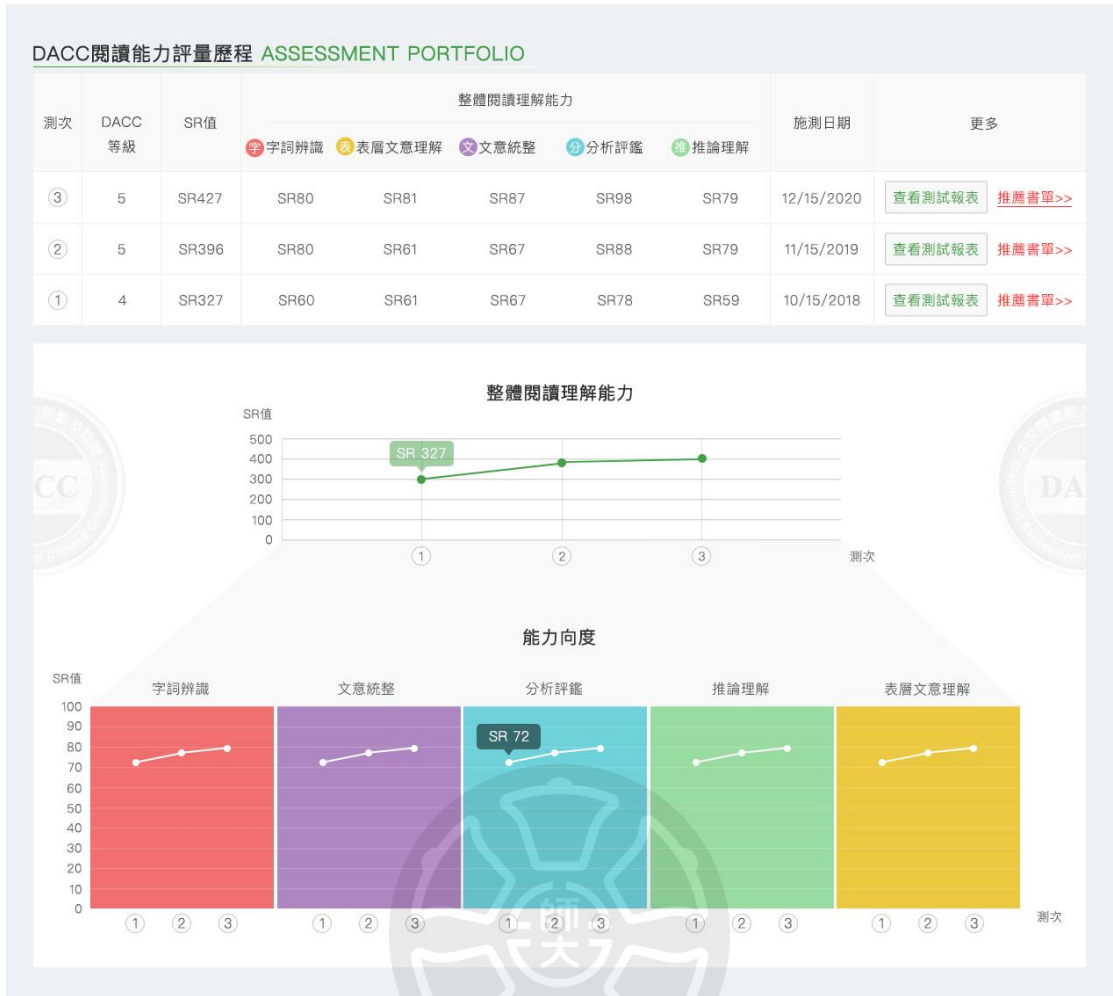 DACC閱讀能力評量歷程 ASSESSMENT PORTFOLIO
測次 DACC等級 SR值 整體閱讀理解能力 施測日期 更多
字 字詞辨識 表 表層文意理解 文 文意統整 分 分析評鑑 推 推論理解
③ 5 SR427 SR80 SR81 SR87 SR98 SR79 12/15/2020 查看測試報表 推薦書單>>
② 5 SR396 SR80 SR61 SR67 SR88 SR79 11/15/2019 查看測試報表 推薦書單>>
① 4 SR327 SR60 SR61 SR67 SR78 SR59 10/15/2018 查看測試報表 推薦書單>>
整體閱讀理解能力
SR值
500
400
300
200
100
0
SR 327
① ② ③ 測次
能力向度
SR值
字詞辨識 文意統整 分析評鑑 推論理解 表層文意理解
100
90
80
70
60
50
40
30
20
10
0
SR 72
① ② ③ ① ② ③ ① ② ③ ① ② ③ ① ② ③ 測次
師大